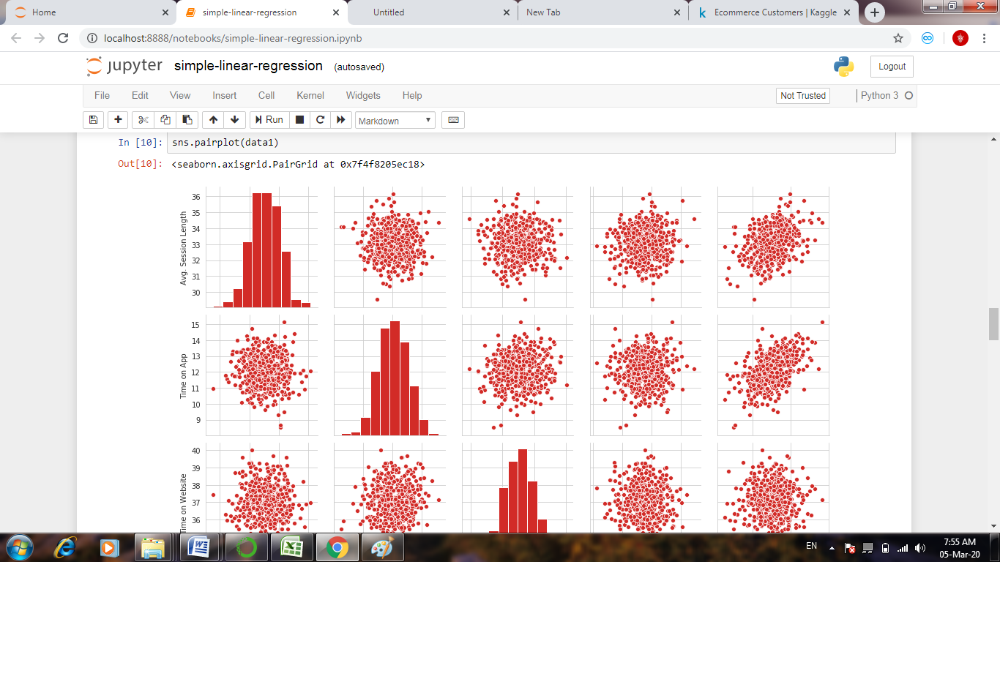 Home
simple-linear-regression
Untitled
New Tab
Ecommerce Customers | Kaggle
localhost:8888/notebooks/simple-linear-regression.ipynb
jupyter simple-linear-regression (autosaved)
Logout
File Edit View Insert Cell Kernel Widgets Help
Not Trusted
Python 3
Run
Markdown
In [10]: sns.pairplot(data1)
Out[10]: <seaborn.axisgrid.PairGrid at 0x7f4f8205ec18>
Avg. Session Length
36
35
34
33
32
31
30
Time on App
15
14
13
12
11
10
9
Time on Website
40
39
38
37
36
EN
7:55 AM
05-Mar-20